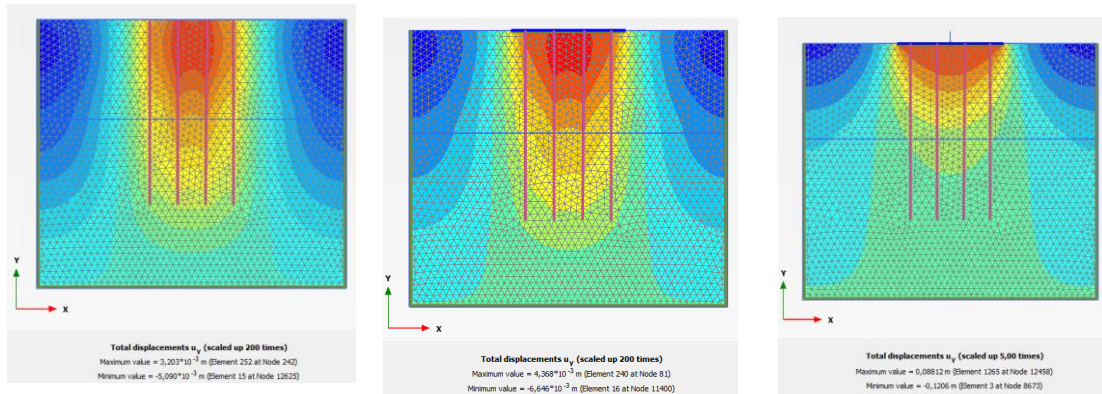 Y
X
Total displacements uy (scaled up 200 times)
Maximum value = 3,203*10-3 m (Element 252 at Node 242)
Minimum value = -5,090*10-3 m (Element 15 at Node 12625)
Y
X
Total displacements uy (scaled up 200 times)
Maximum value = 4,368*10-3 m (Element 240 at Node 81)
Minimum value = -6,646*10-3 m (Element 16 at Node 11400)
Y
X
Total displacements uy (scaled up 5,00 times)
Maximum value = 0,08812 m (Element 1265 at Node 12458)
Minimum value = -0,1206 m (Element 3 at Node 8673)